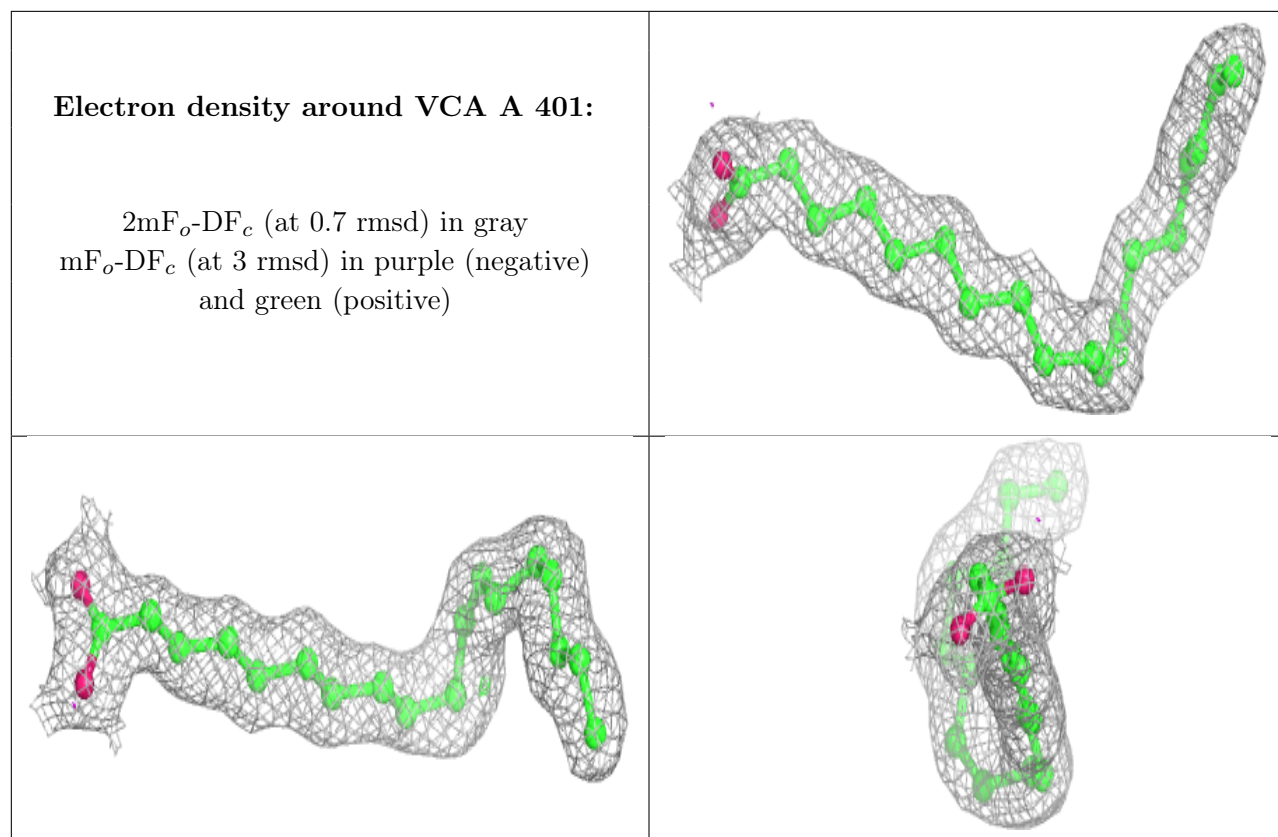 Electron density around VCA A 401:
2mFo-DFc (at 0.7 rmsd) in gray
mFo-DFc (at 3 rmsd) in purple (negative)
and green (positive)